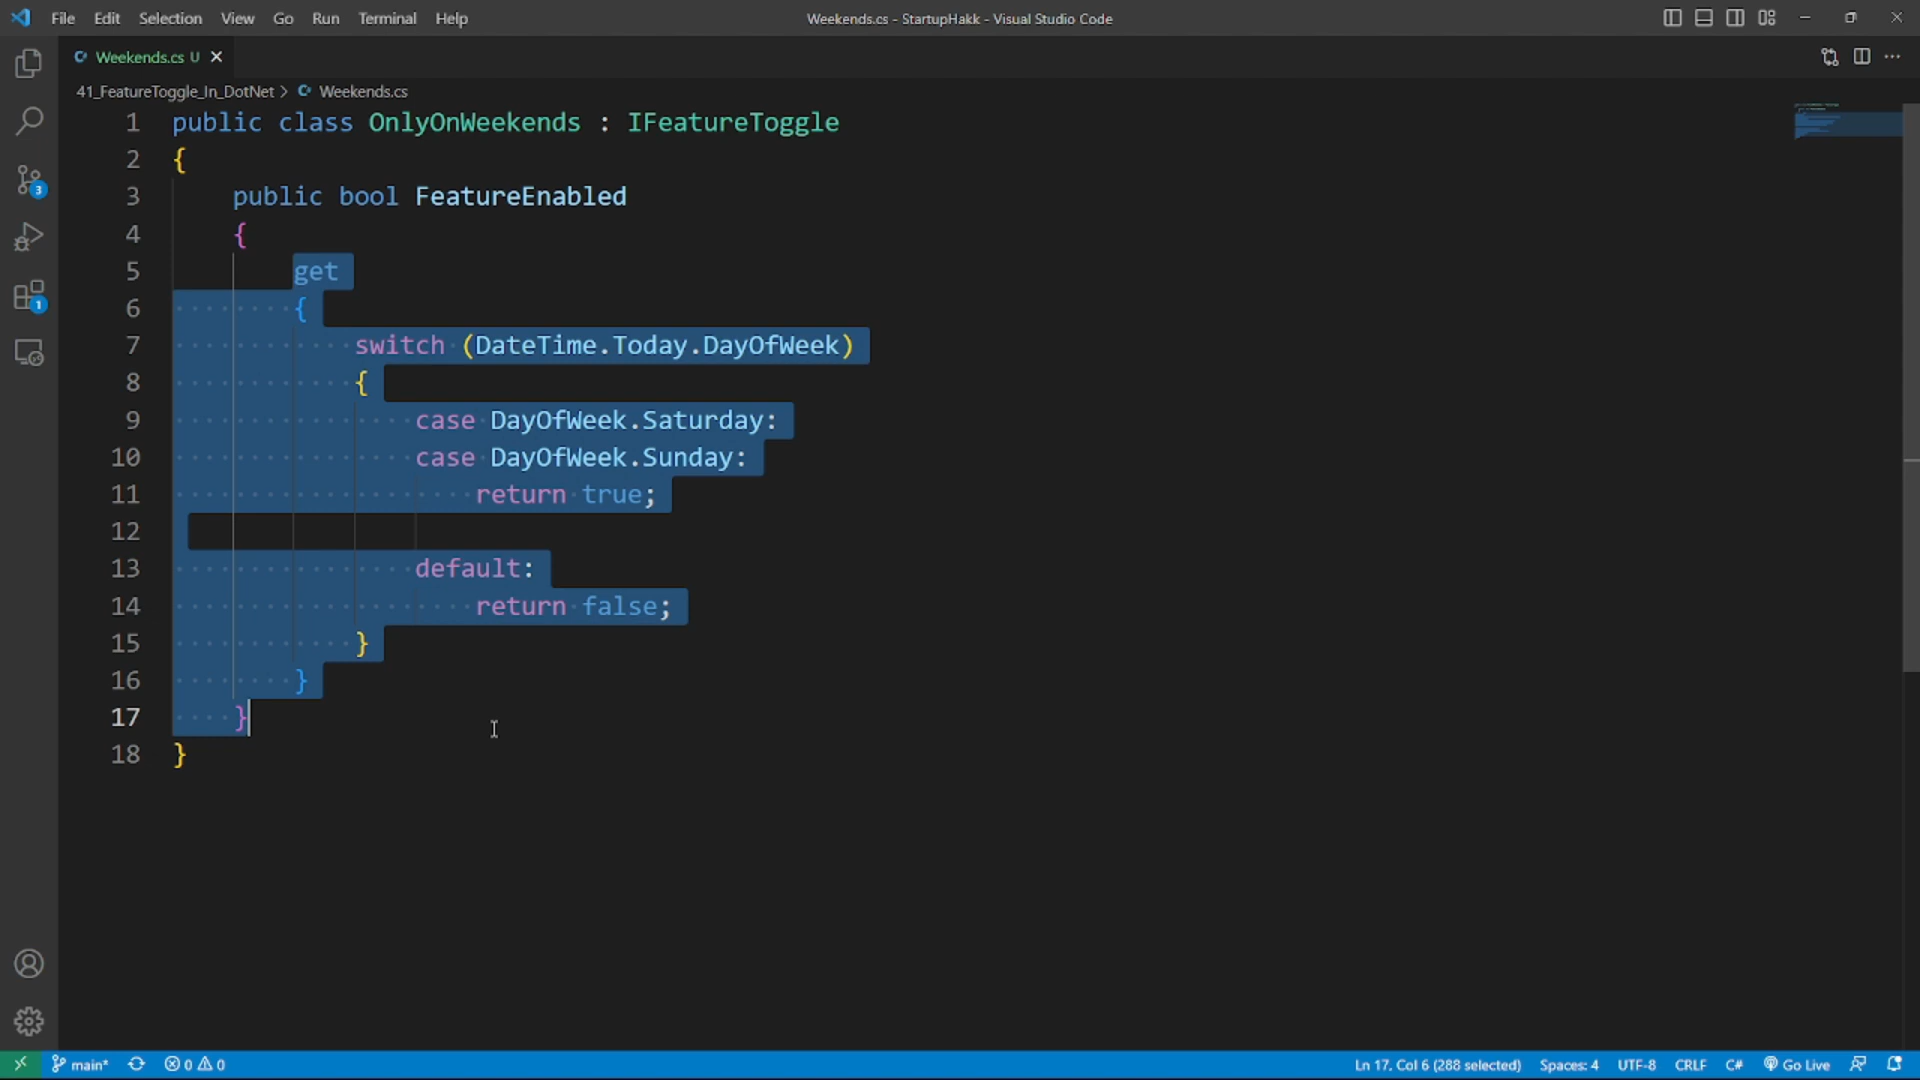 File Edit Selection View Go Run Terminal Help Weekends.cs - StartupHakk - Visual Studio Code
Weekends.cs U
41_FeatureToggle_In_DotNet > Weekends.cs
1 public class OnlyOnWeekends : IFeatureToggle
2 {
3 public bool FeatureEnabled
4 {
5 get
6 {
7 switch (DateTime.Today.DayOfWeek)
8 {
9 case DayOfWeek.Saturday:
10 case DayOfWeek.Sunday:
11 return true;
12
13 default:
14 return false;
15 }
16 }
17 }
18 }
3
1
main* 0 0 Ln 17, Col 6 (288 selected) Spaces: 4 UTF-8 CRLF C# Go Live